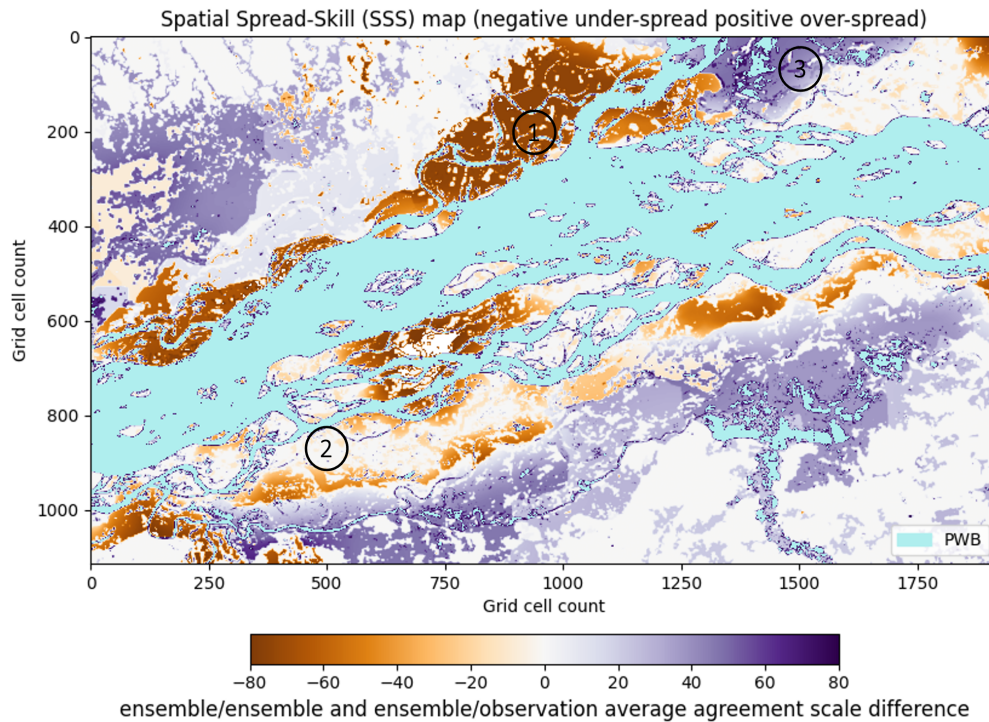 Spatial Spread-Skill (SSS) map (negative under-spread positive over-spread)
0
200
400
600
800
1000
Grid cell count
1
2
3
PWB
0 250 500 750 1000 1250 1500 1750
Grid cell count
−80 −60 −40 −20 0 20 40 60 80
ensemble/ensemble and ensemble/observation average agreement scale difference